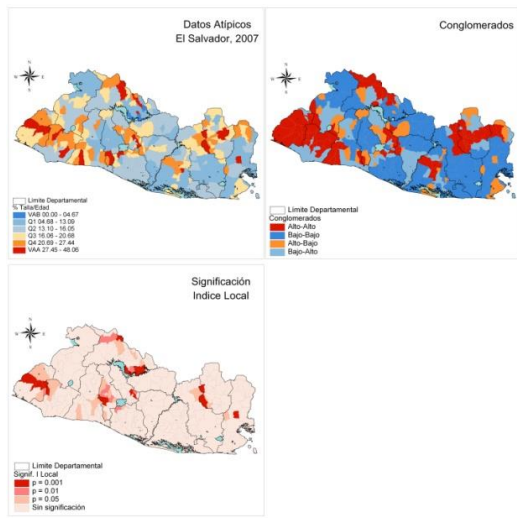 Datos Atípicos
El Salvador, 2007
N
W E
S
Límite Departamental
% Talla/Edad
VAB 00.00 - 04.67
Q1 04.68 - 13.09
Q2 13.10 - 16.05
Q3 16.06 - 20.68
Q4 20.69 - 27.44
VAA 27.45 - 48.06
Conglomerados
N
W E
S
Límite Departamental
Conglomerados
Alto-Alto
Bajo-Bajo
Alto-Bajo
Bajo-Alto
Significación
Indice Local
N
W E
S
Límite Departamental
Signif. I Local
p = 0.001
p = 0.01
p = 0.05
Sin significación